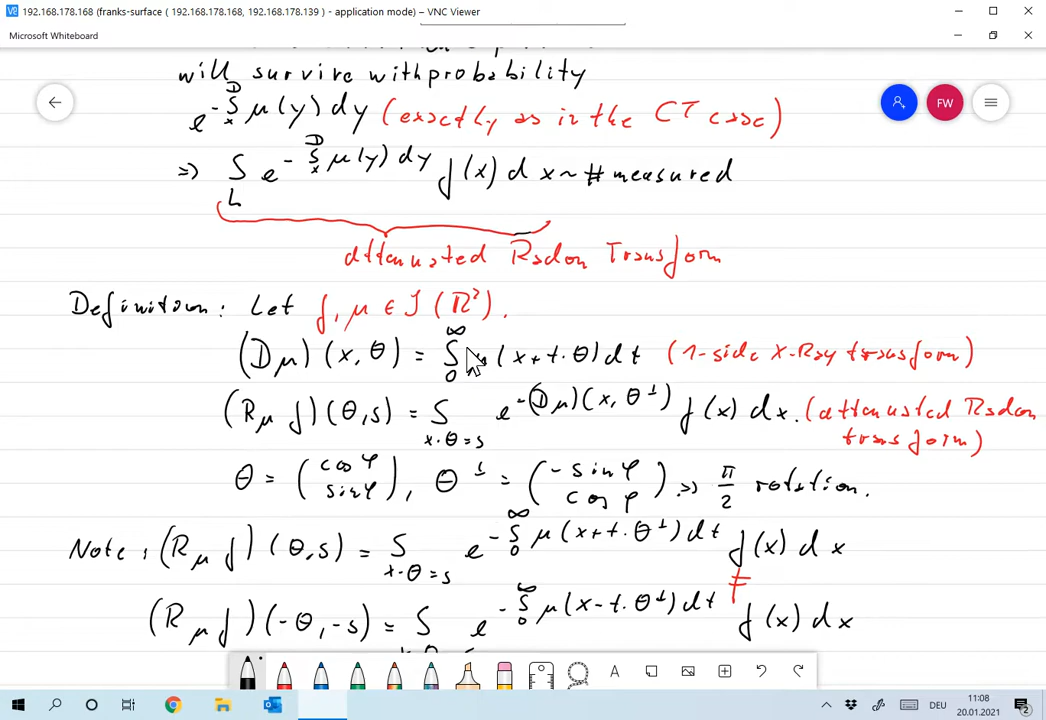 192.168.178.168 (franks-surface ( 192.168.178.168, 192.168.178.139 ) - application mode) – VNC Viewer
Microsoft Whiteboard
will survive with probability
e^{-∫_x^D μ(y) dy} (exactly as in the CT case)
=> ∫_L e^{-∫_x^D μ(y) dy} f(x) dx ~ #measured
attenuated Radon Transform
Definition: Let f, μ ∈ S(ℝ²).
(Dμ)(x, θ) = ∫_0^∞ μ(x + t·θ) dt (1-side X-Ray transform)
(R_μ f)(θ, s) = ∫_{x·θ=s} e^{-(Dμ)(x, θ^⊥)} f(x) dx. (attenuated Radon
transform)
θ = (cos φ sin φ), θ^⊥ = (-sin φ cos φ) => π/2 rotation.
Note: (R_μ f)(θ, s) = ∫_{x·θ=s} e^{-∫_0^∞ μ(x+t·θ^⊥) dt} f(x) dx
≠
(R_μ f)(-θ, -s) = ∫ e^{-∫_0^∞ μ(x-t·θ^⊥) dt} f(x) dx
FW
A
DEU
11:08
20.01.2021
2